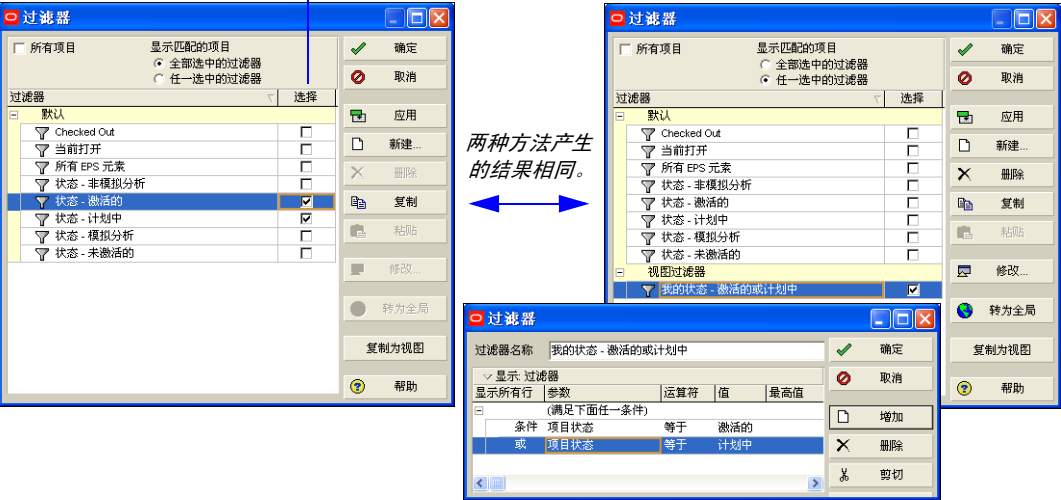 过滤器
所有项目
显示匹配的项目
全部选中的过滤器
任一选中的过滤器
过滤器 选择
默认
Checked Out
当前打开
所有 EPS 元素
状态 - 非模拟分析
状态 - 激活的
状态 - 计划中
状态 - 模拟分析
状态 - 未激活的
确定
取消
应用
新建...
删除
复制
粘贴
修改...
转为全局
复制为视图
帮助
两种方法产生
的结果相同。
过滤器
所有项目
显示匹配的项目
全部选中的过滤器
任一选中的过滤器
过滤器 选择
默认
Checked Out
当前打开
所有 EPS 元素
状态 - 非模拟分析
状态 - 激活的
状态 - 计划中
状态 - 模拟分析
状态 - 未激活的
视图过滤器
我的状态 - 激活的或计划中
确定
取消
应用
新建...
删除
复制
粘贴
修改...
转为全局
复制为视图
帮助
过滤器
过滤器名称 我的状态 - 激活的或计划中
显示: 过滤器
显示所有行 参数 运算符 值 最高值
(满足下面任一条件)
条件 项目状态 等于 激活的
或 项目状态 等于 计划中
确定
取消
增加
删除
剪切